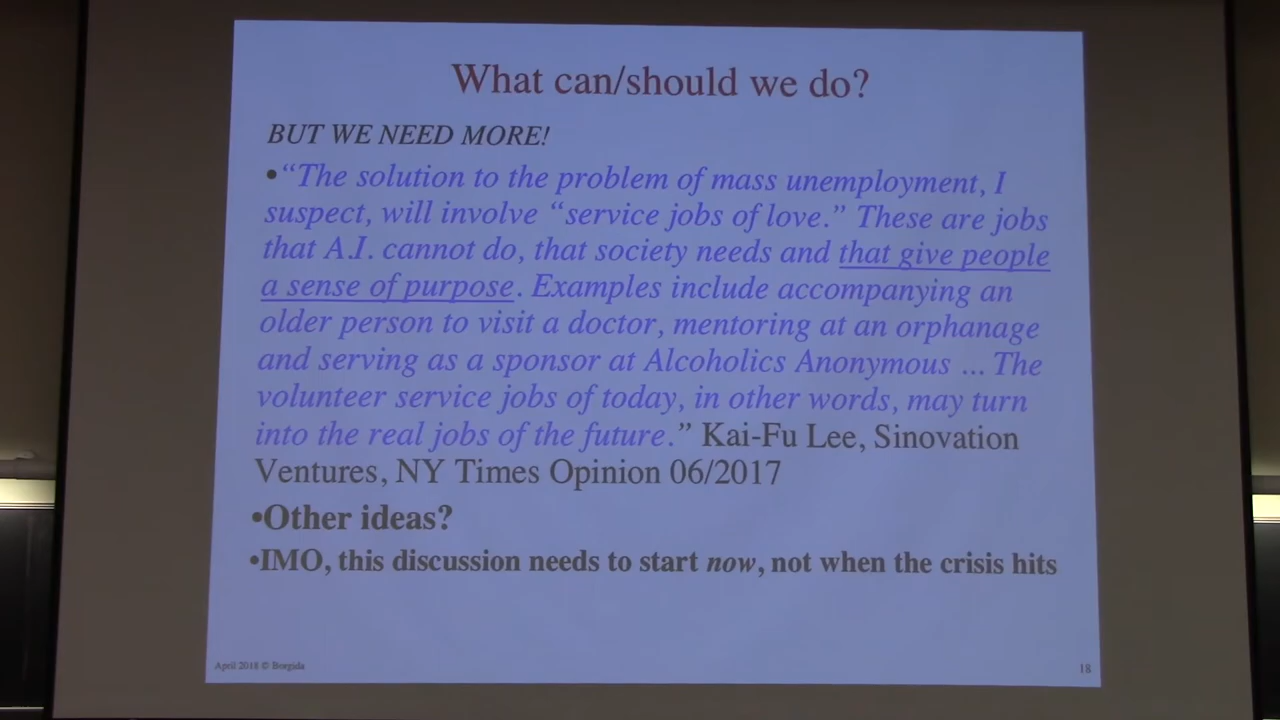 What can/should we do?
BUT WE NEED MORE!
•“The solution to the problem of mass unemployment, I
suspect, will involve “service jobs of love.” These are jobs
that A.I. cannot do, that society needs and that give people
a sense of purpose. Examples include accompanying an
older person to visit a doctor, mentoring at an orphanage
and serving as a sponsor at Alcoholics Anonymous ... The
volunteer service jobs of today, in other words, may turn
into the real jobs of the future.” Kai-Fu Lee, Sinovation
Ventures, NY Times Opinion 06/2017
•Other ideas?
•IMO, this discussion needs to start now, not when the crisis hits
April 2018 © Borgida
18